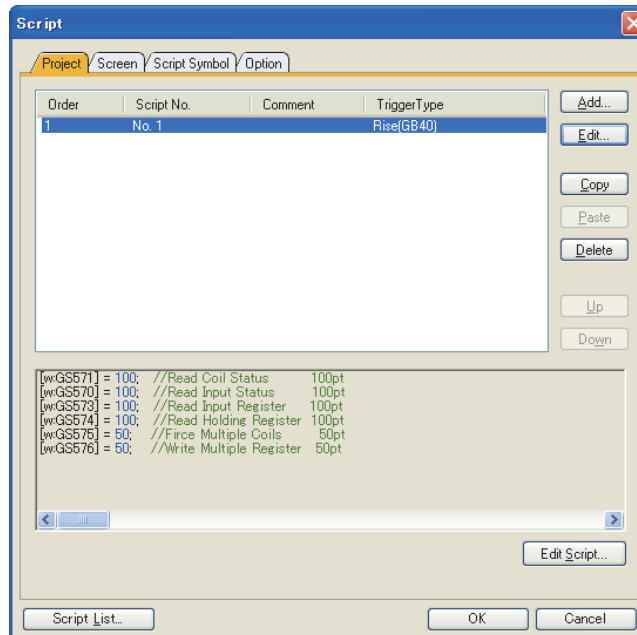 Script
Project Screen Script Symbol Option
Order Script No. Comment TriggerType
1 No. 1 Rise(GB40)
Add...
Edit...
Copy
Paste
Delete
Up
Down
[w:GS571] = 100; //Read Coil Status 100pt
[w:GS570] = 100; //Read Input Status 100pt
[w:GS573] = 100; //Read Input Register 100pt
[w:GS574] = 100; //Read Holding Register 100pt
[w:GS575] = 50; //Firce Multiple Coils 50pt
[w:GS576] = 50; //Write Multiple Register 50pt
Edit Script...
Script List... OK Cancel